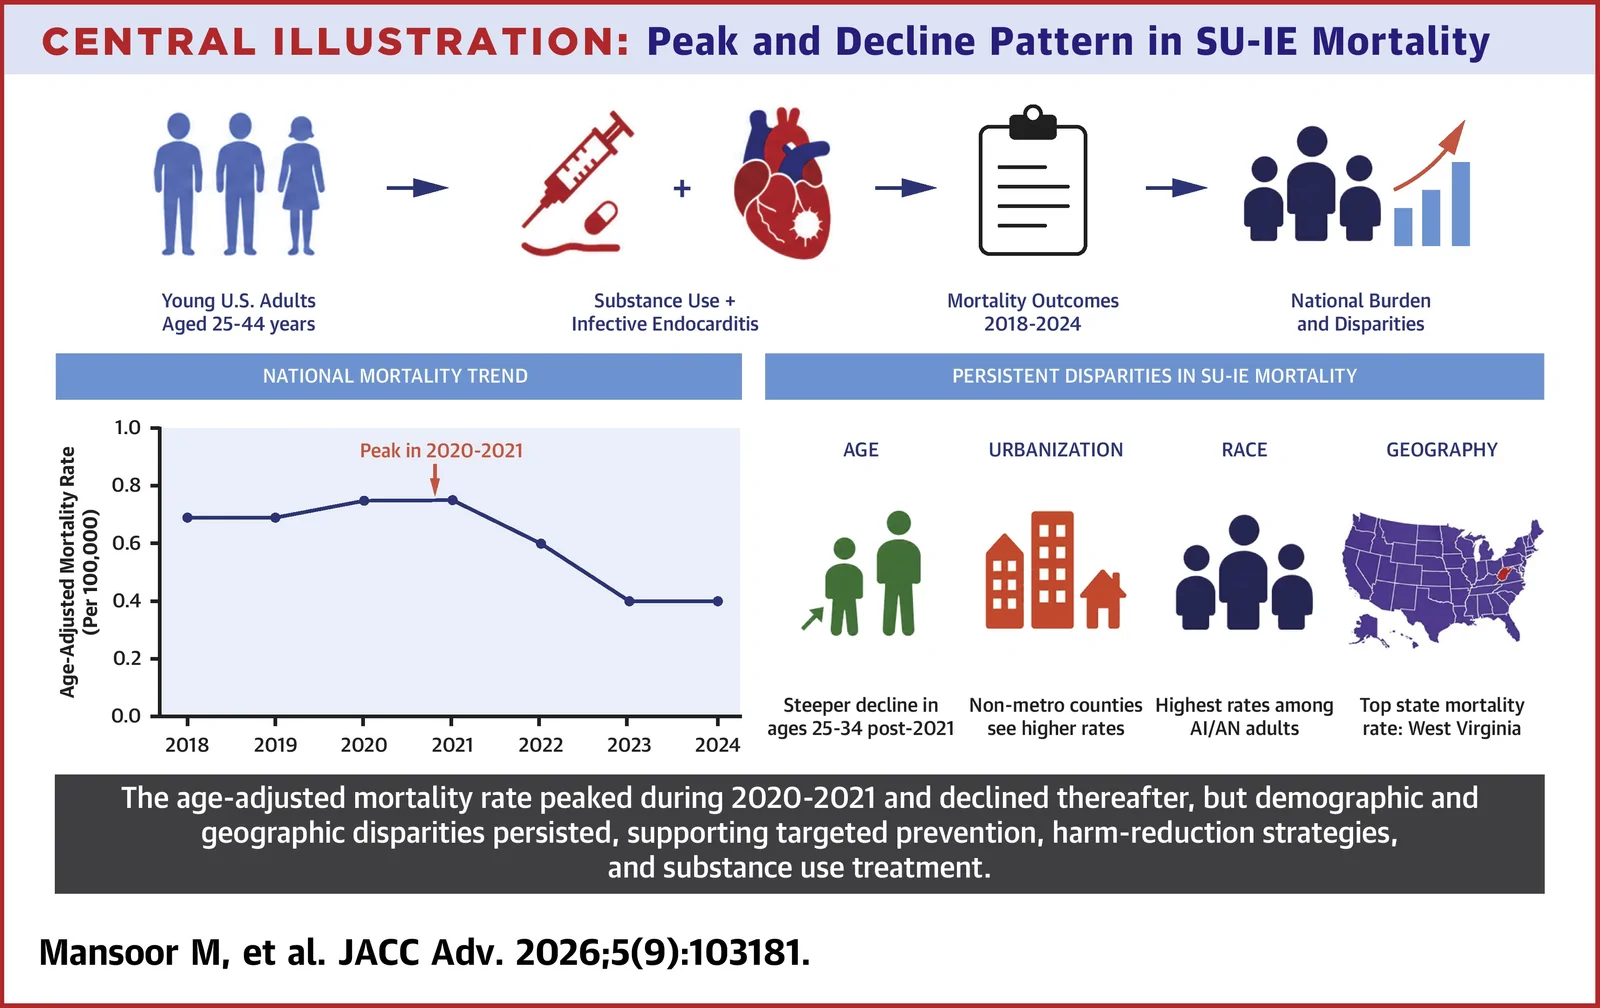 CENTRAL ILLUSTRATION: Peak and Decline Pattern in SU-IE Mortality
Young U.S. Adults
Aged 25-44 years
Substance Use +
Infective Endocarditis
Mortality Outcomes
2018-2024
National Burden
and Disparities
NATIONAL MORTALITY TREND
Age-Adjusted Mortality Rate
(Per 100,000)
1.0
0.8
0.6
0.4
0.2
0.0
Peak in 2020-2021
2018 2019 2020 2021 2022 2023 2024
PERSISTENT DISPARITIES IN SU-IE MORTALITY
AGE
Steeper decline in
ages 25-34 post-2021
URBANIZATION
Non-metro counties
see higher rates
RACE
Highest rates among
AI/AN adults
GEOGRAPHY
Top state mortality
rate: West Virginia
The age-adjusted mortality rate peaked during 2020-2021 and declined thereafter, but demographic and
geographic disparities persisted, supporting targeted prevention, harm-reduction strategies,
and substance use treatment.
Mansoor M, et al. JACC Adv. 2026;5(9):103181.